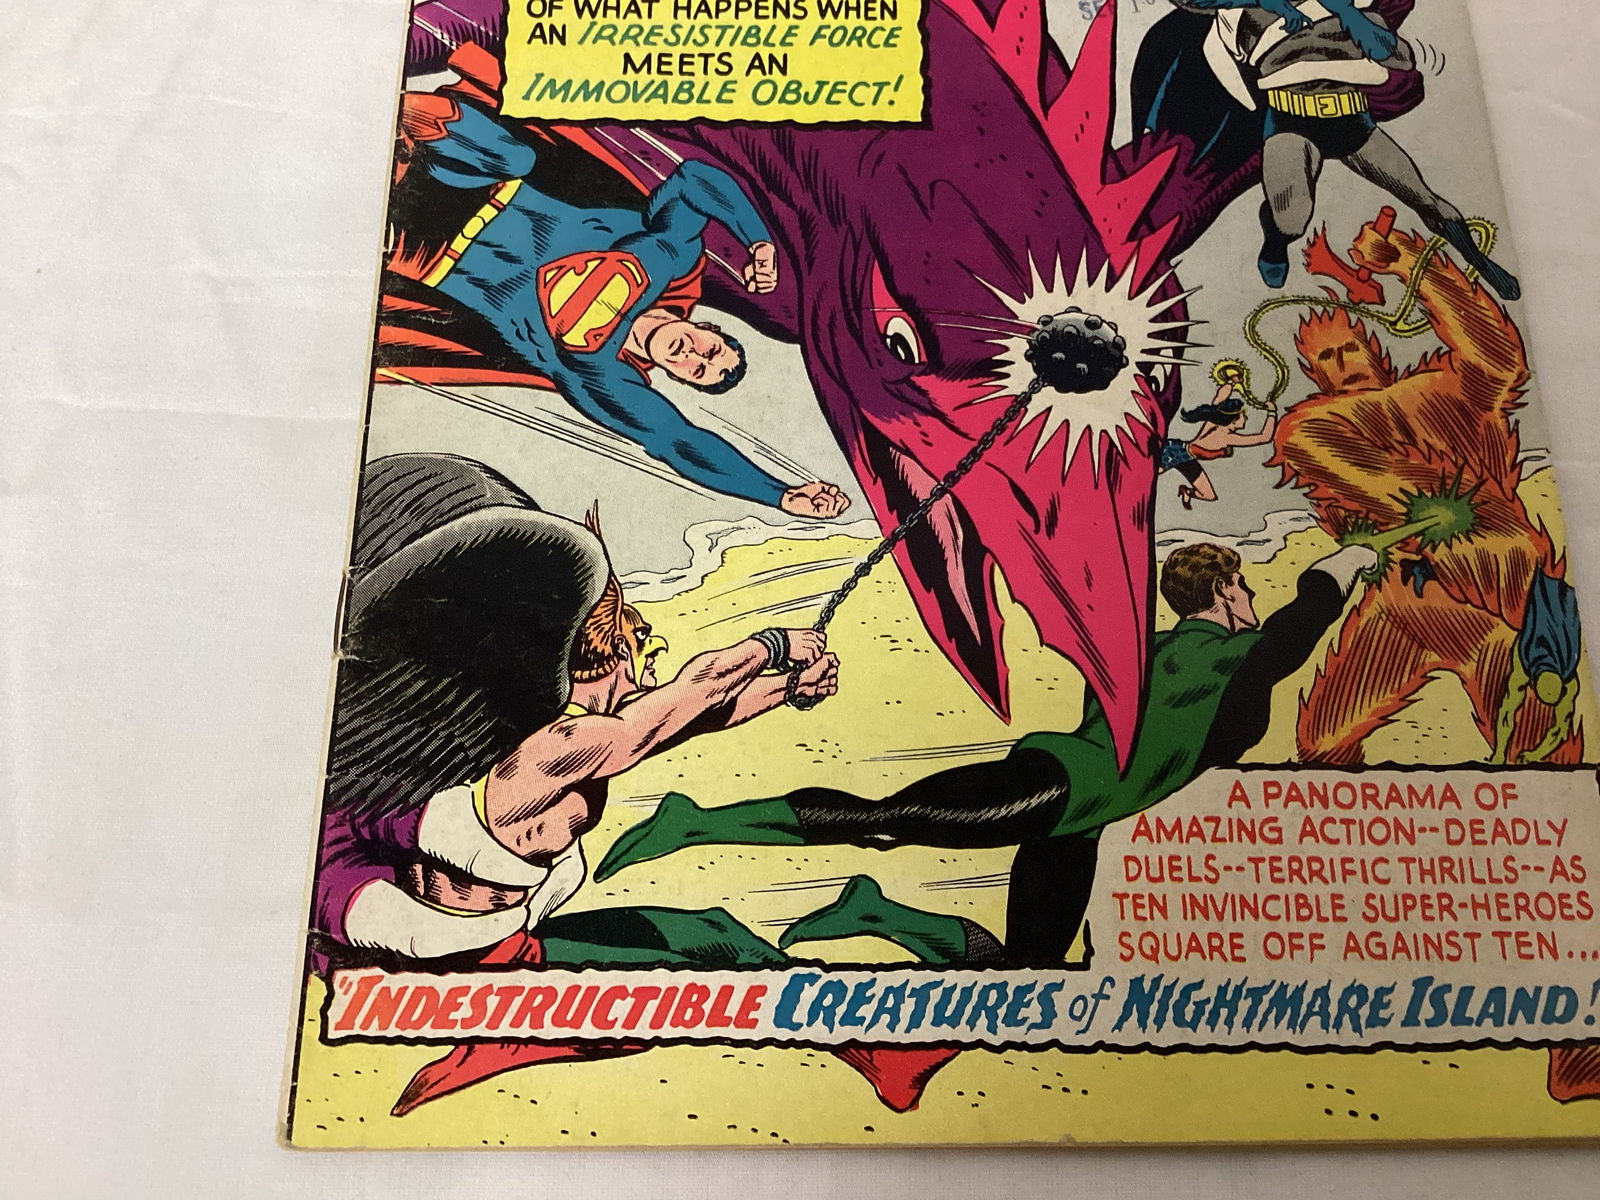 OF WHAT HAPPENS WHEN
AN IRRESISTIBLE FORCE
MEETS AN
IMMOVABLE OBJECT!
A PANORAMA OF
AMAZING ACTION--DEADLY
DUELS--TERRIFIC THRILLS--AS
TEN INVINCIBLE SUPER-HEROES
SQUARE OFF AGAINST TEN...
"INDESTRUCTIBLE CREATURES of NIGHTMARE ISLAND!